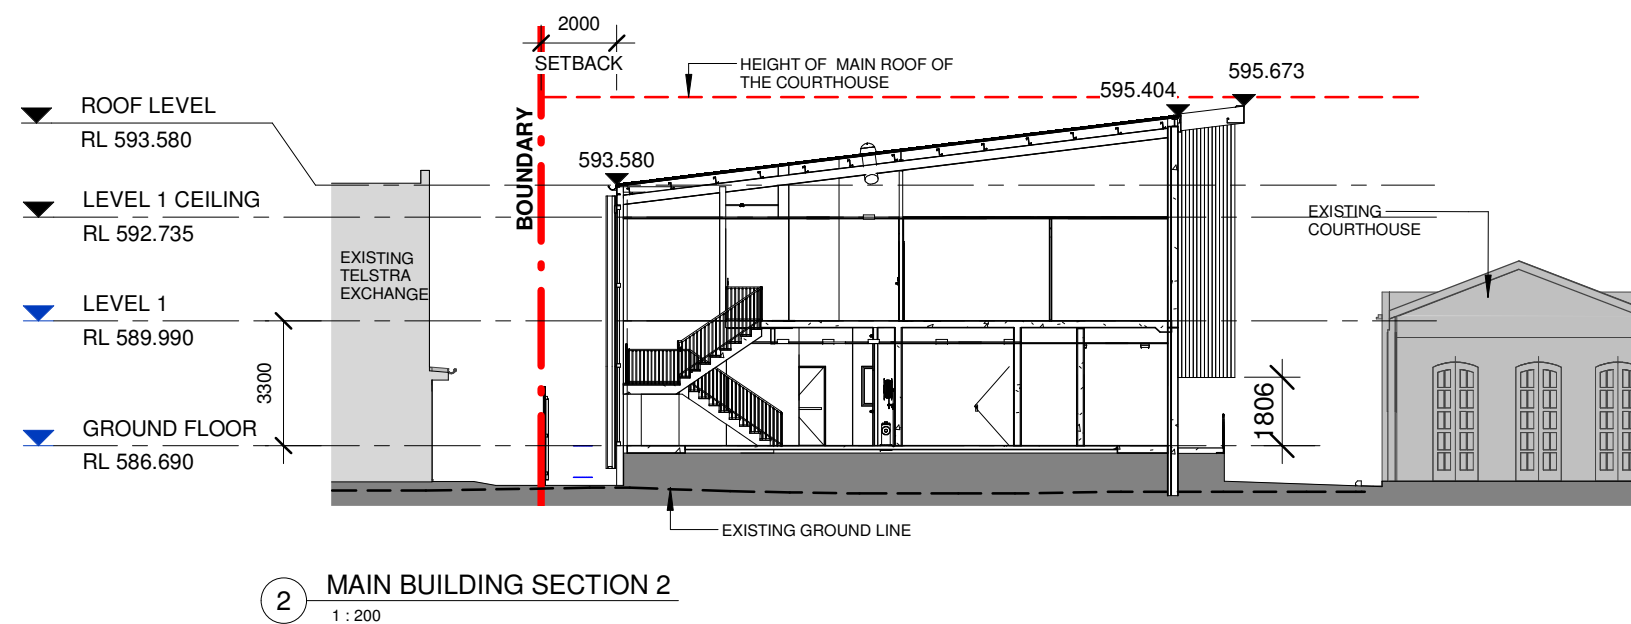 2000
SETBACK
HEIGHT OF MAIN ROOF OF
THE COURTHOUSE
595.404
595.673
ROOF LEVEL
RL 593.580
BOUNDARY
593.580
LEVEL 1 CEILING
RL 592.735
EXISTING
COURTHOUSE
EXISTING
TELSTRA
EXCHANGE
LEVEL 1
RL 589.990
3300
1806
GROUND FLOOR
RL 586.690
EXISTING GROUND LINE
2
MAIN BUILDING SECTION 2
1 : 200